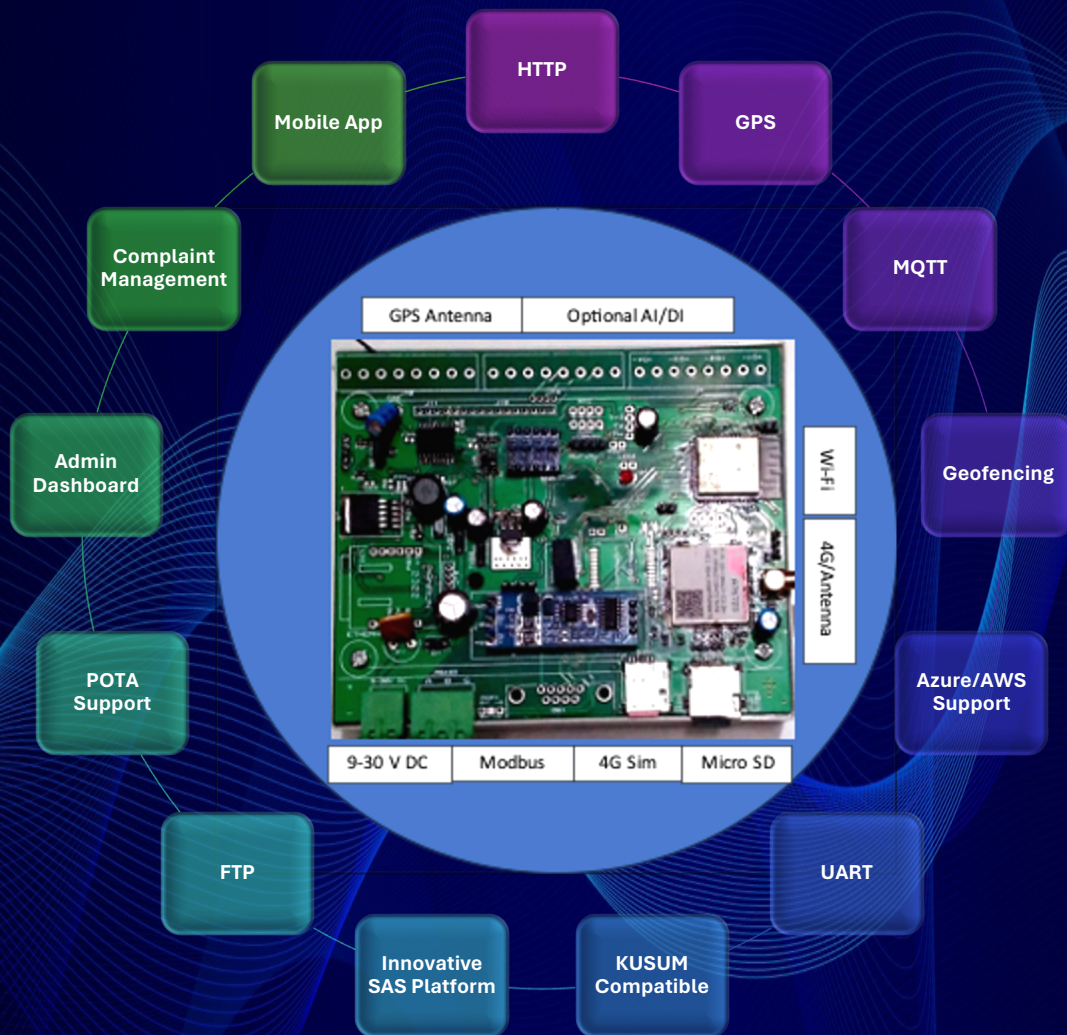 HTTP
Mobile App
GPS
Complaint
Management
MQTT
GPS Antenna
Optional AI/DI
Admin
Dashboard
Wi-Fi
Geofencing
4G/Antenna
POTA
Support
Azure/AWS
Support
9-30 V DC
Modbus
4G Sim
Micro SD
FTP
UART
Innovative
SAS Platform
KUSUM
Compatible